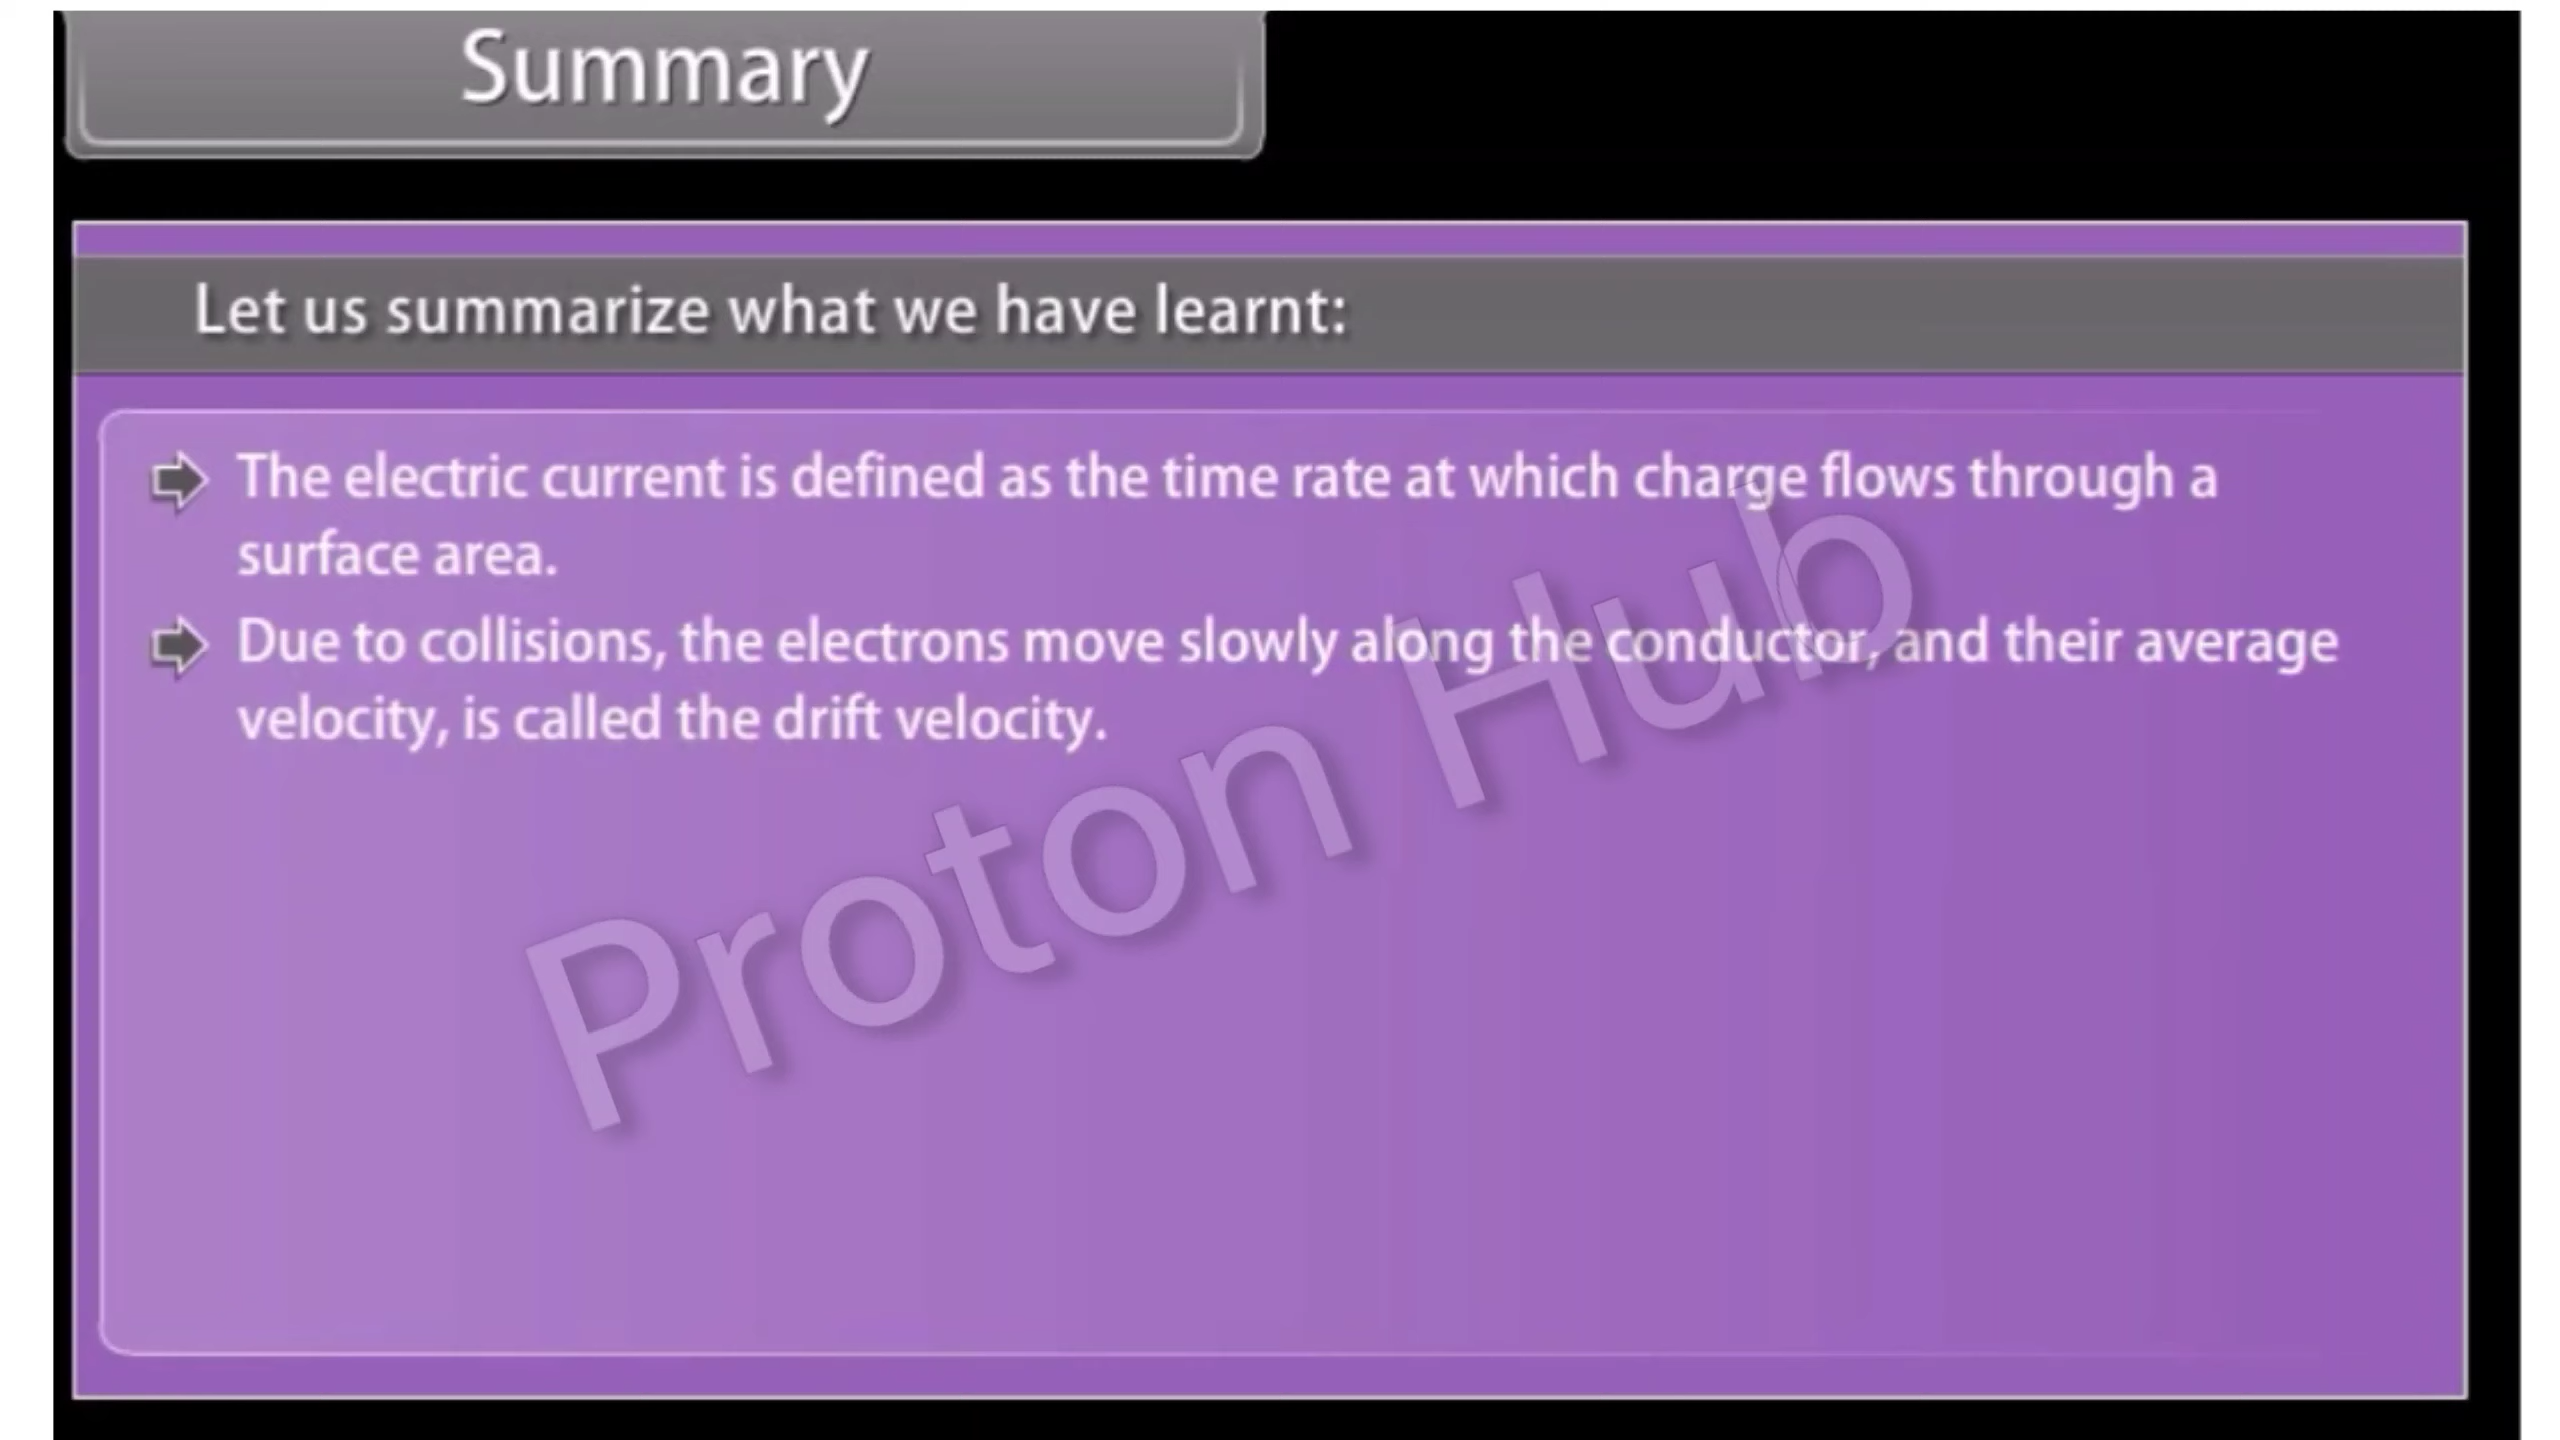 Summary
Let us summarize what we have learnt:
The electric current is defined as the time rate at which charge flows through a
surface area.
Due to collisions, the electrons move slowly along the conductor, and their average
velocity, is called the drift velocity.
Proton Hub